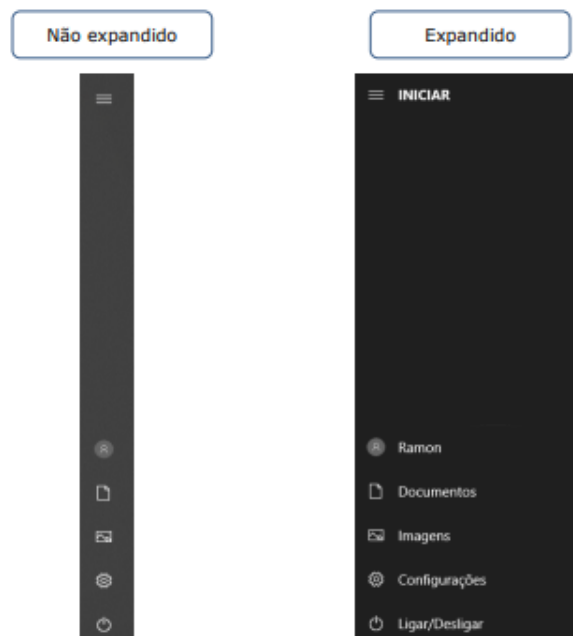 Não expandido
Expandido
INICIAR
Ramon
Documentos
Imagens
Configurações
Ligar/Desligar